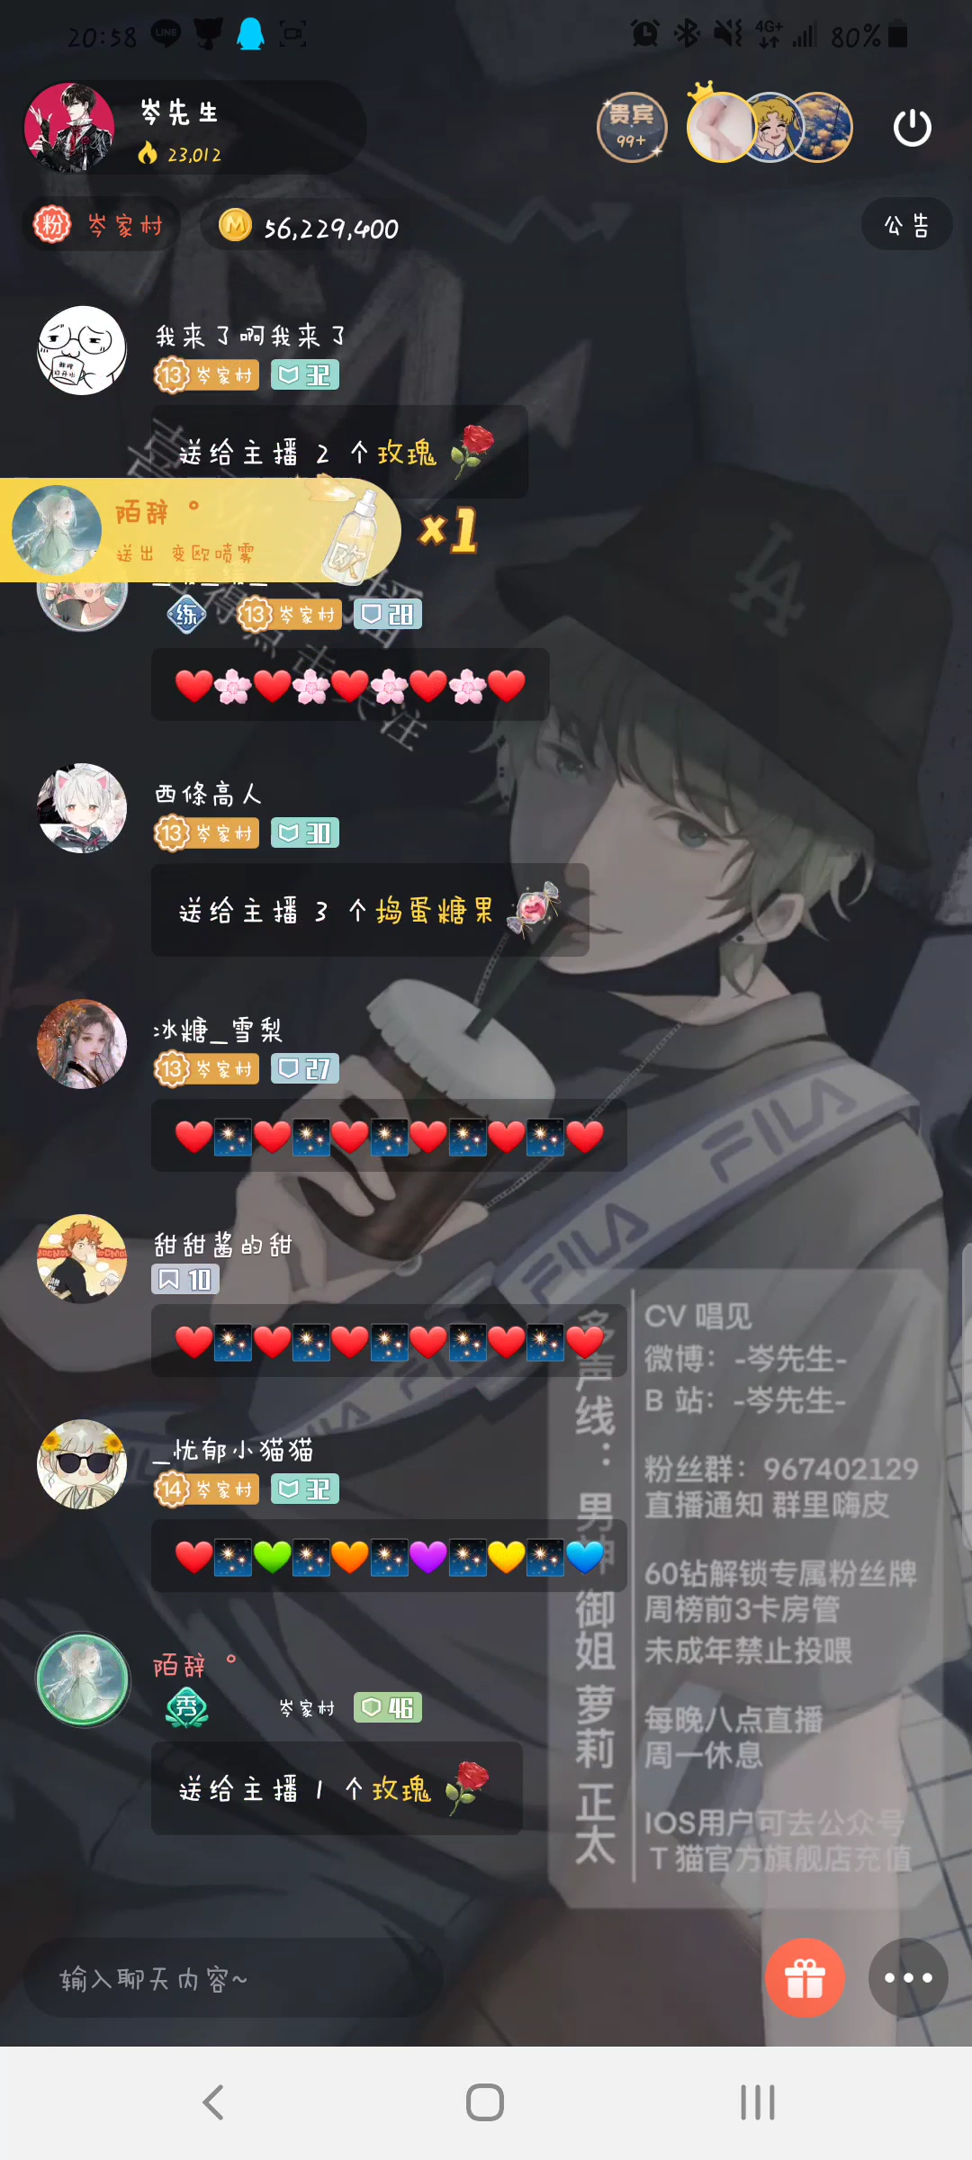 20:58
LINE
4G+
80%
岑先生
23,012
贵宾
99+
粉 岑家村
M 56,229,400
公告
我来了啊我来了
13 岑家村 32
送给主播 2 个玫瑰
陌辞 °
送出 变欧喷雾
欧
×1
练 13 岑家村 28
点击关注
LA
西條高人
13 岑家村 30
送给主播 3 个捣蛋糖果
冰糖_雪梨
13 岑家村 27
FILA
FILA
甜甜酱的甜
10
_忧郁小猫猫
14 岑家村 32
多声线：男神 御姐 萝莉 正太
CV 唱见
微博：-岑先生-
B 站：-岑先生-
粉丝群：967402129
直播通知 群里嗨皮
60钻解锁专属粉丝牌
周榜前3卡房管
未成年禁止投喂
每晚八点直播
周一休息
IOS用户可去公众号
T 猫官方旗舰店充值
陌辞 °
秀 岑家村 46
送给主播 1 个玫瑰
输入聊天内容~